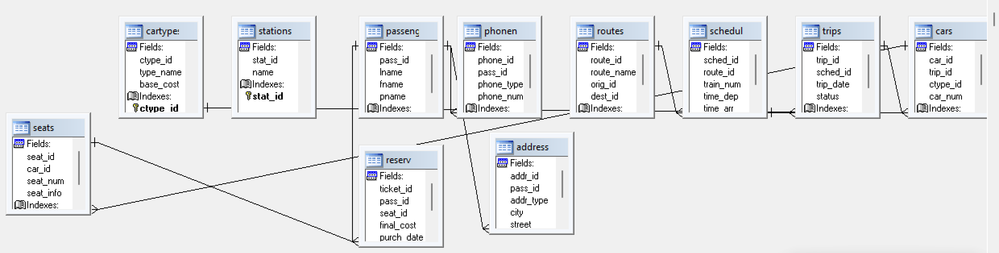 cartypes
Fields:
ctype_id
type_name
base_cost
Indexes:
ctype_id
stations
Fields:
stat_id
name
Indexes:
stat_id
passeng
Fields:
pass_id
lname
fname
pname
Indexes:
phonen
Fields:
phone_id
pass_id
phone_type
phone_num
Indexes:
routes
Fields:
route_id
route_name
orig_id
dest_id
Indexes:
schedul
Fields:
sched_id
route_id
train_num
time_dep
time_arr
trips
Fields:
trip_id
sched_id
trip_date
status
Indexes:
cars
Fields:
car_id
trip_id
ctype_id
car_num
Indexes:
seats
Fields:
seat_id
car_id
seat_num
seat_info
Indexes:
reserv
Fields:
ticket_id
pass_id
seat_id
final_cost
purch_date
address
Fields:
addr_id
pass_id
addr_type
city
street